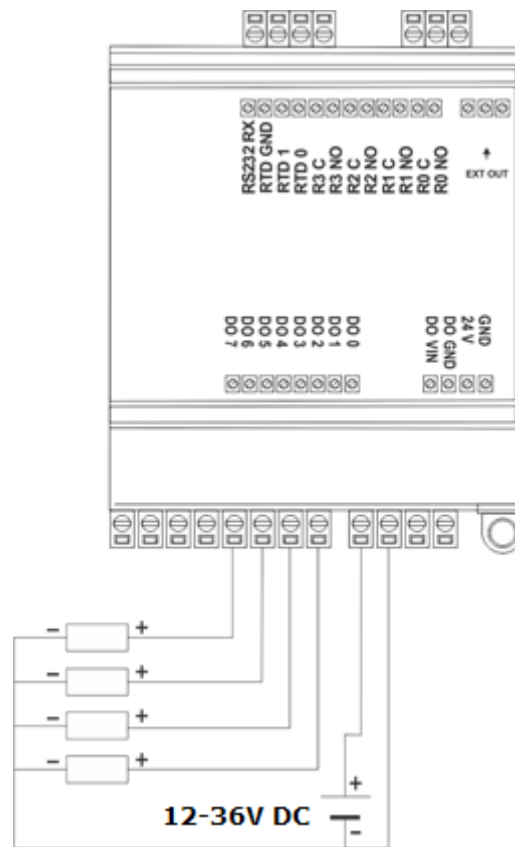 RS232 RX
RTD GND
RTD 1
RTD 0
R3 C
R3 NO
R2 C
R2 NO
R1 C
R1 NO
R0 C
R0 NO
EXT OUT
DO 7
DO 6
DO 5
DO 4
DO 3
DO 2
DO 1
DO 0
DO VIN
DO GND
24 V
GND
- +
- +
- +
- +
+
12-36V DC
-